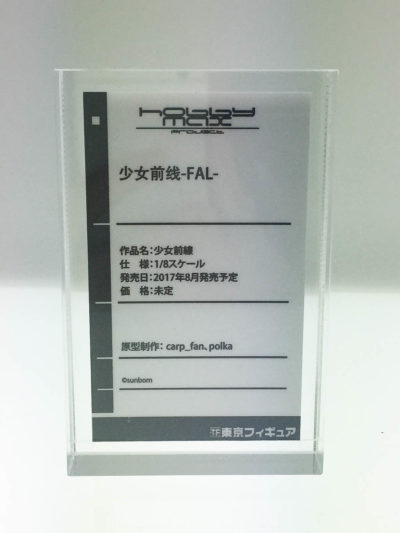 hobby
max
project
少女前线-FAL-
作品名:少女前線
仕　様:1/8スケール
発売日:2017年8月発売予定
価　格:未定
原型制作： carp_fan、polka
©sunborn
TF 東京フィギュア